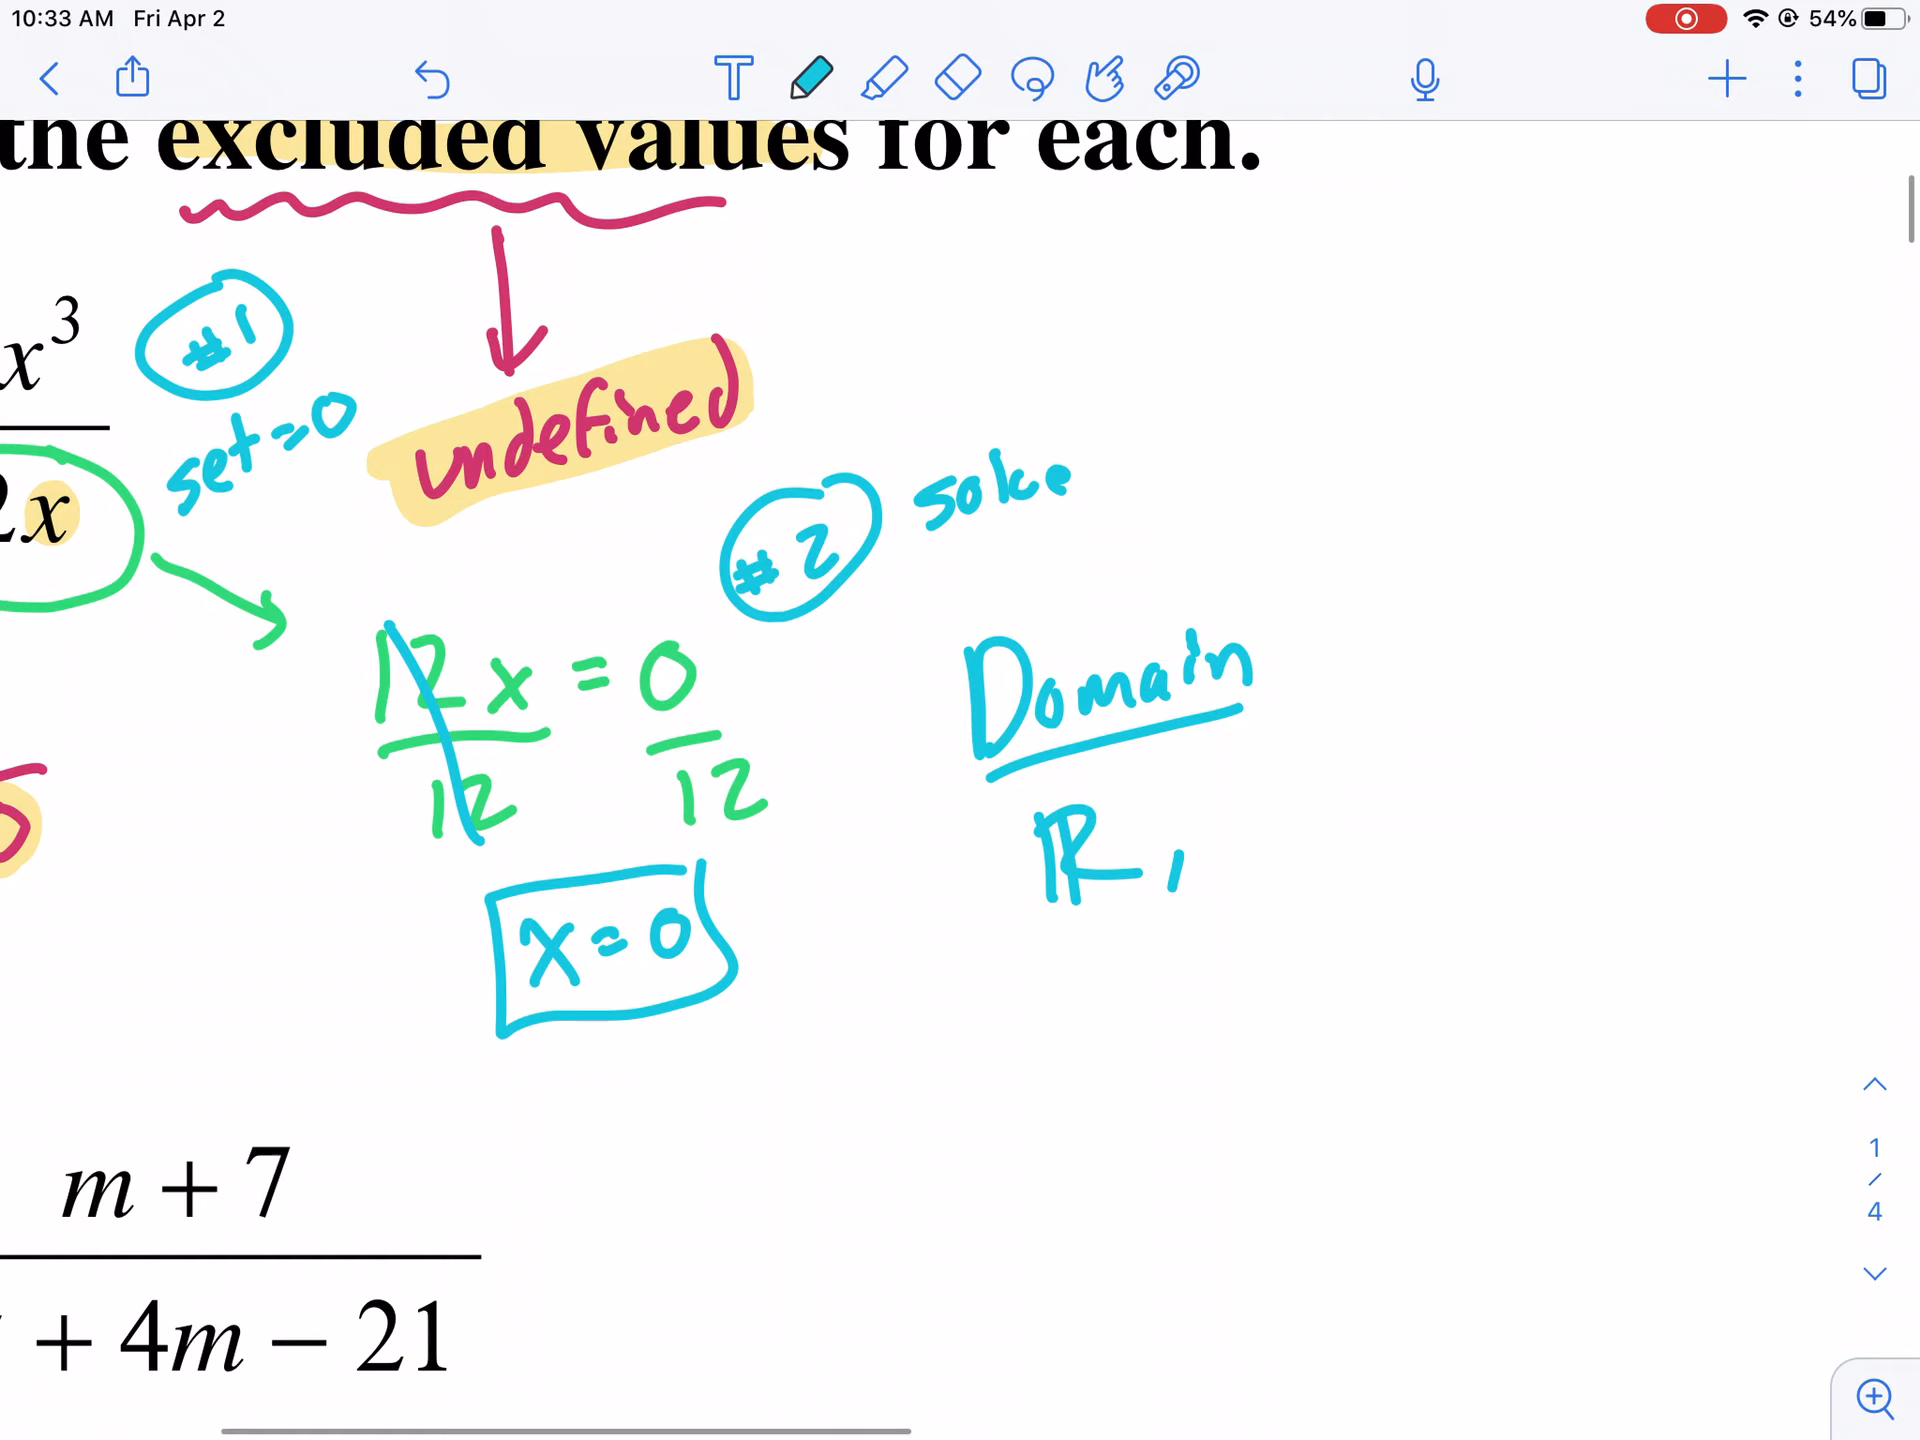 10:33 AM Fri Apr 2
54%
T
the excluded values for each.
x³
#1
set=0
undefined
2x
#2 solve
12x = 0
12 12
Domain
ℝ,
x = 0
m + 7
+ 4m − 21
1
/
4